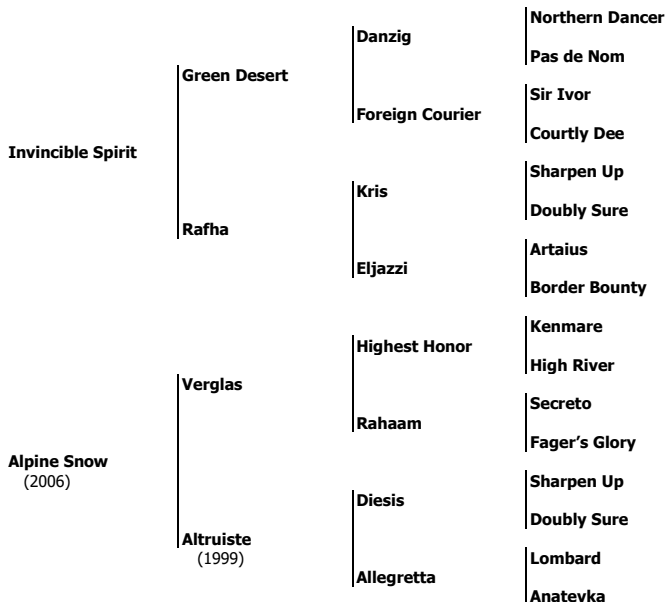 Invincible Spirit
Alpine Snow
(2006)
Green Desert
Rafha
Verglas
Altruiste
(1999)
Danzig
Foreign Courier
Kris
Eljazzi
Highest Honor
Rahaam
Diesis
Allegretta
Northern Dancer
Pas de Nom
Sir Ivor
Courtly Dee
Sharpen Up
Doubly Sure
Artaius
Border Bounty
Kenmare
High River
Secreto
Fager's Glory
Sharpen Up
Doubly Sure
Lombard
Anatevka